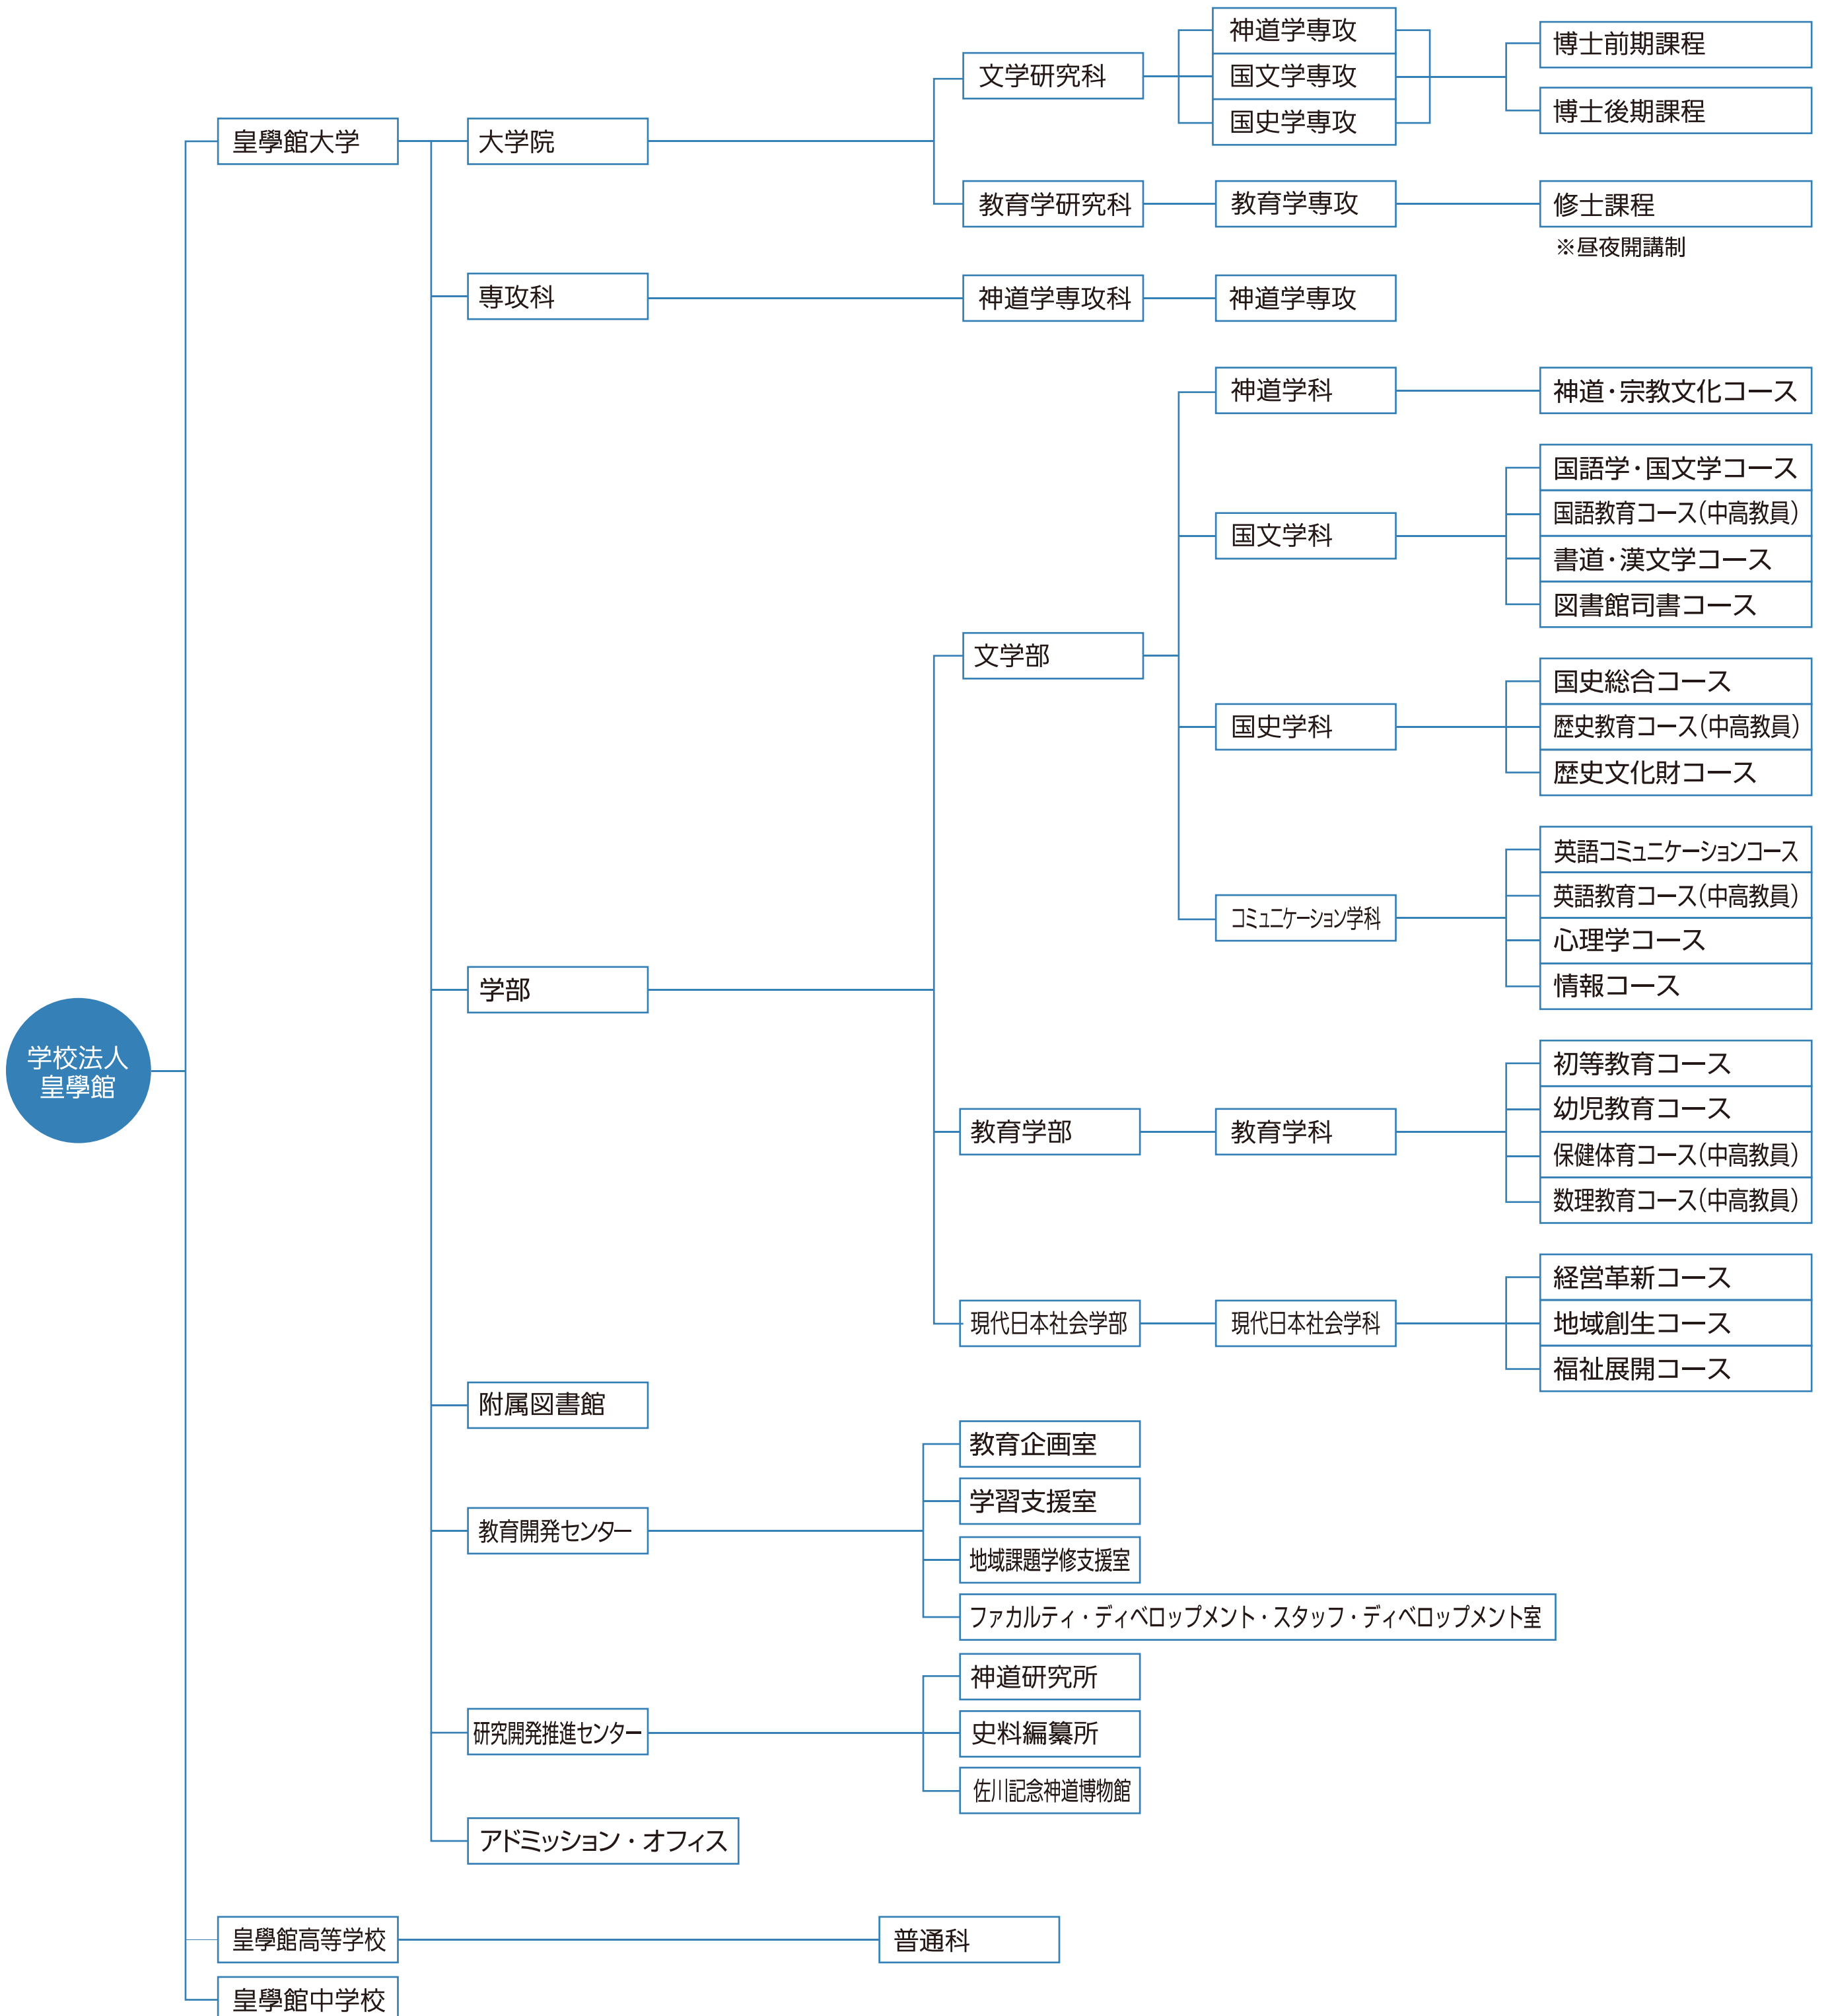 学校法人
皇學館
皇學館大学
大学院
文学研究科
神道学専攻
国文学専攻
国史学専攻
博士前期課程
博士後期課程
教育学研究科
教育学専攻
修士課程
※昼夜開講制
専攻科
神道学専攻科
神道学専攻
学部
文学部
神道学科
神道・宗教文化コース
国文学科
国語学・国文学コース
国語教育コース(中高教員)
書道・漢文学コース
図書館司書コース
国史学科
国史総合コース
歴史教育コース(中高教員)
歴史文化財コース
コミュニケーション学科
英語コミュニケーションコース
英語教育コース(中高教員)
心理学コース
情報コース
教育学部
教育学科
初等教育コース
幼児教育コース
保健体育コース(中高教員)
数理教育コース(中高教員)
現代日本社会学部
現代日本社会学科
経営革新コース
地域創生コース
福祉展開コース
附属図書館
教育開発センター
教育企画室
学習支援室
地域課題学修支援室
ファカルティ・ディベロップメント・スタッフ・ディベロップメント室
研究開発推進センター
神道研究所
史料編纂所
佐川記念神道博物館
アドミッション・オフィス
皇學館高等学校
普通科
皇學館中学校